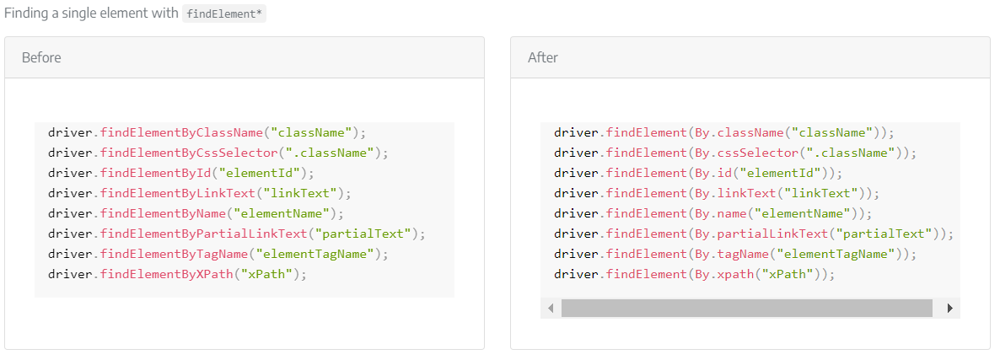 Finding a single element with findElement*
Before
driver.findElementByClassName("className");
driver.findElementByCssSelector(".className");
driver.findElementById("elementId");
driver.findElementByLinkText("linkText");
driver.findElementByName("elementName");
driver.findElementByPartialLinkText("partialText");
driver.findElementByTagName("elementTagName");
driver.findElementByXPath("xPath");
After
driver.findElement(By.className("className"));
driver.findElement(By.cssSelector(".className"));
driver.findElement(By.id("elementId"));
driver.findElement(By.linkText("linkText"));
driver.findElement(By.name("elementName"));
driver.findElement(By.partialLinkText("partialText"));
driver.findElement(By.tagName("elementTagName"));
driver.findElement(By.xpath("xPath"));